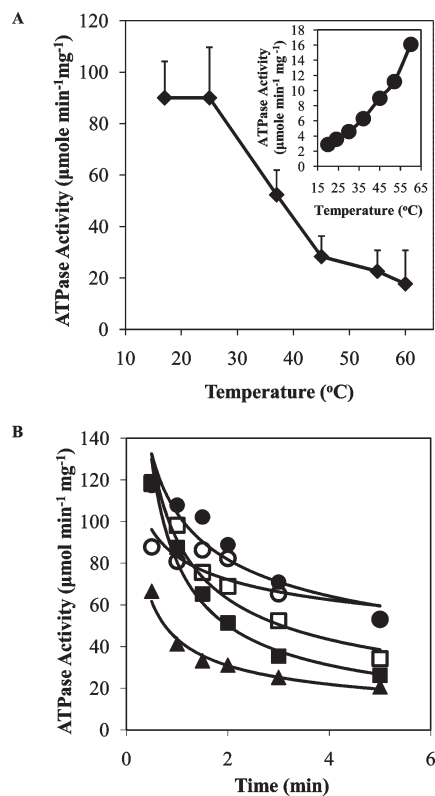 A
ATPase Activity (µmole min⁻¹mg⁻¹)
120
100
80
60
40
20
0
10 20 30 40 50 60
Temperature (ºC)
ATPase Activity
(µmole min⁻¹ mg⁻¹)
18
16
14
12
10
8
6
4
2
0
15 25 35 45 55 65
Temperature (ºC)
B
ATPase Activity (µmol min⁻¹ mg⁻¹)
140
120
100
80
60
40
20
0
0 2 4 6
Time (min)